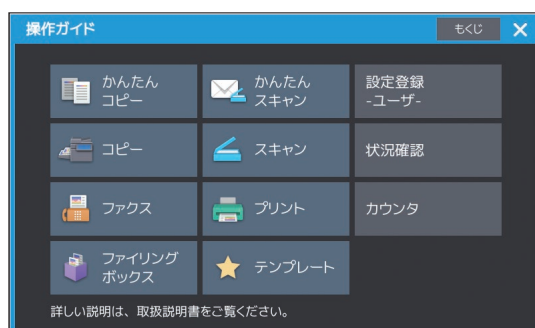 操作ガイド
もくじ
かんたん
コピー
かんたん
スキャン
設定登録
-ユーザ-
コピー
スキャン
状況確認
ファクス
プリント
カウンタ
ファイリング
ボックス
テンプレート
詳しい説明は、取扱説明書をご覧ください。